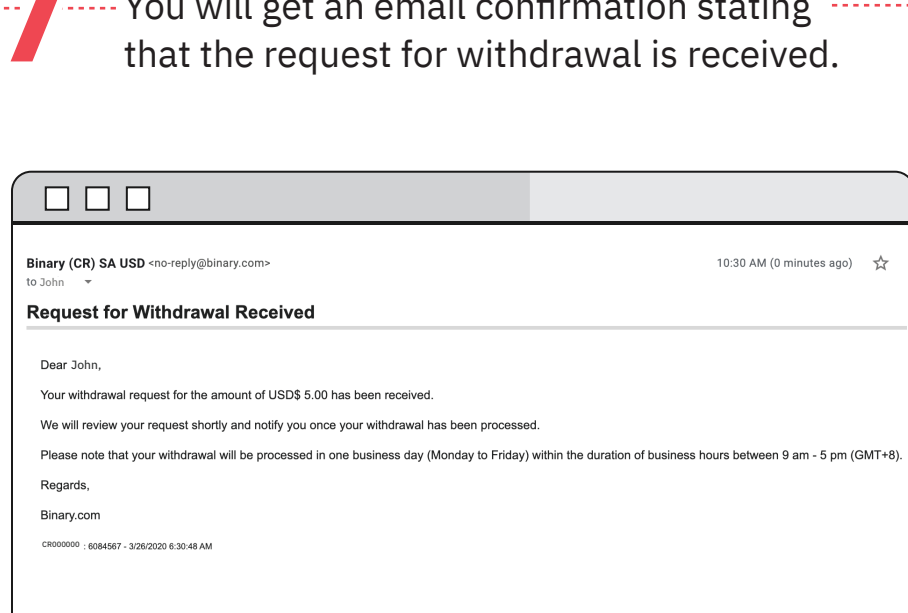 7
You will get an email confirmation stating
that the request for withdrawal is received.
Binary (CR) SA USD <no-reply@binary.com>
10:30 AM (0 minutes ago)
to John
Request for Withdrawal Received
Dear John,
Your withdrawal request for the amount of USD$ 5.00 has been received.
We will review your request shortly and notify you once your withdrawal has been processed.
Please note that your withdrawal will be processed in one business day (Monday to Friday) within the duration of business hours between 9 am - 5 pm (GMT+8).
Regards,
Binary.com
CR000000 : 6084567 - 3/26/2020 6:30:48 AM